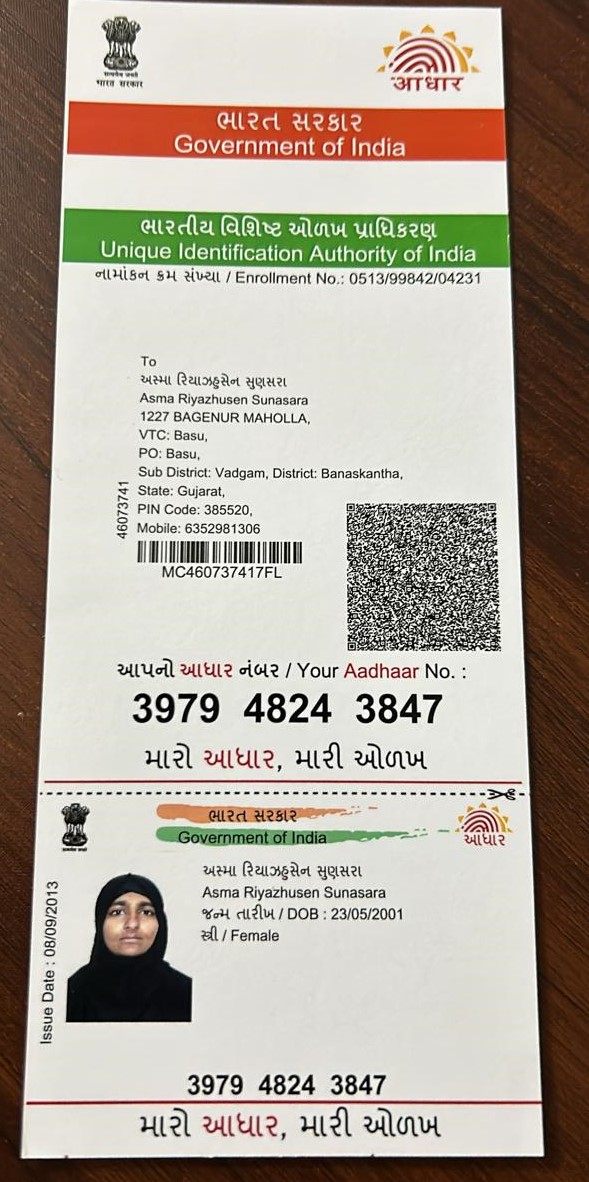 सत्यमेव जयते
भारत सरकार
आधार
ભારત સરકાર
Government of India
ભારતીય વિશિષ્ટ ઓળખ પ્રાધિકરણ
Unique Identification Authority of India
નામાંકન ક્રમ સંખ્યા / Enrollment No.: 0513/99842/04231
To
અસ્મા રિયાઝહુસેન સુણસરા
Asma Riyazhusen Sunasara
1227 BAGENUR MAHOLLA,
VTC: Basu,
PO: Basu,
Sub District: Vadgam, District: Banaskantha,
State: Gujarat,
PIN Code: 385520,
Mobile: 6352981306
46073741
MC460737417FL
આપનો આધાર નંબર / Your Aadhaar No. :
3979 4824 3847
મારો આધાર, મારી ઓળખ
ભારત સરકાર
Government of India
આધાર
અસ્મા રિયાઝહુસેન સુણસરા
Asma Riyazhusen Sunasara
જન્મ તારીખ / DOB : 23/05/2001
સ્ત્રી / Female
Issue Date : 08/09/2013
3979 4824 3847
મારો આધાર, મારી ઓળખ